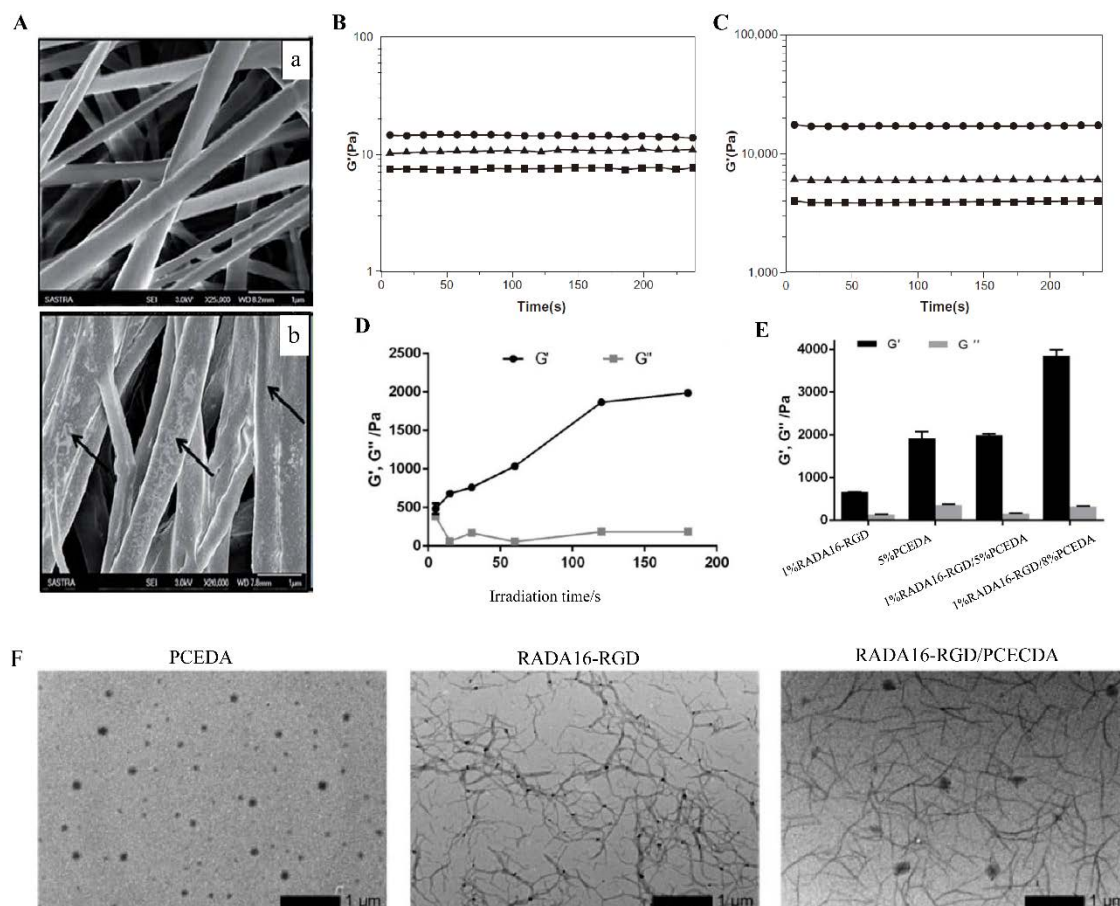 A
a
SASTRA SEI 3.0kV X25,000 WD 8.2mm 1µm
b
SASTRA SEI 3.0kV X26,000 WD 7.8mm 1µm
B
100
10
1
G'(Pa)
0 50 100 150 200
Time(s)
C
100,000
10,000
1,000
G'(Pa)
0 50 100 150 200
Time(s)
D
G' G''
2500
2000
1500
1000
500
0
G', G'' /Pa
0 50 100 150 200
Irradiation time/s
E
G' G ''
4000
3000
2000
1000
0
G', G'' /Pa
1%RADA16-RGD
5%PCEDA
1%RADA16-RGD/5%PCEDA
1%RADA16-RGD/8%PCEDA
F
PCEDA RADA16-RGD RADA16-RGD/PCECDA
1 µm 1 µm 1 µm